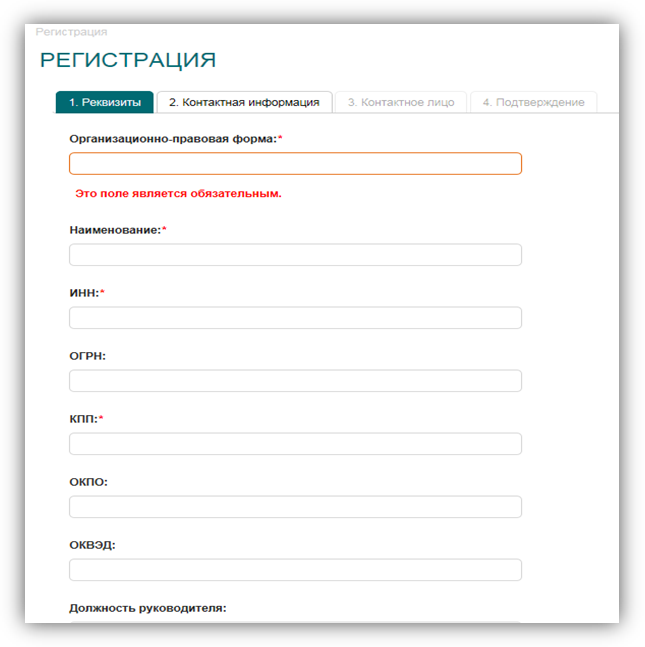 Регистрация
РЕГИСТРАЦИЯ
1. Реквизиты 2. Контактная информация 3. Контактное лицо 4. Подтверждение
Организационно-правовая форма:*
Это поле является обязательным.
Наименование:*
ИНН:*
ОГРН:
КПП:*
ОКПО:
ОКВЭД:
Должность руководителя: